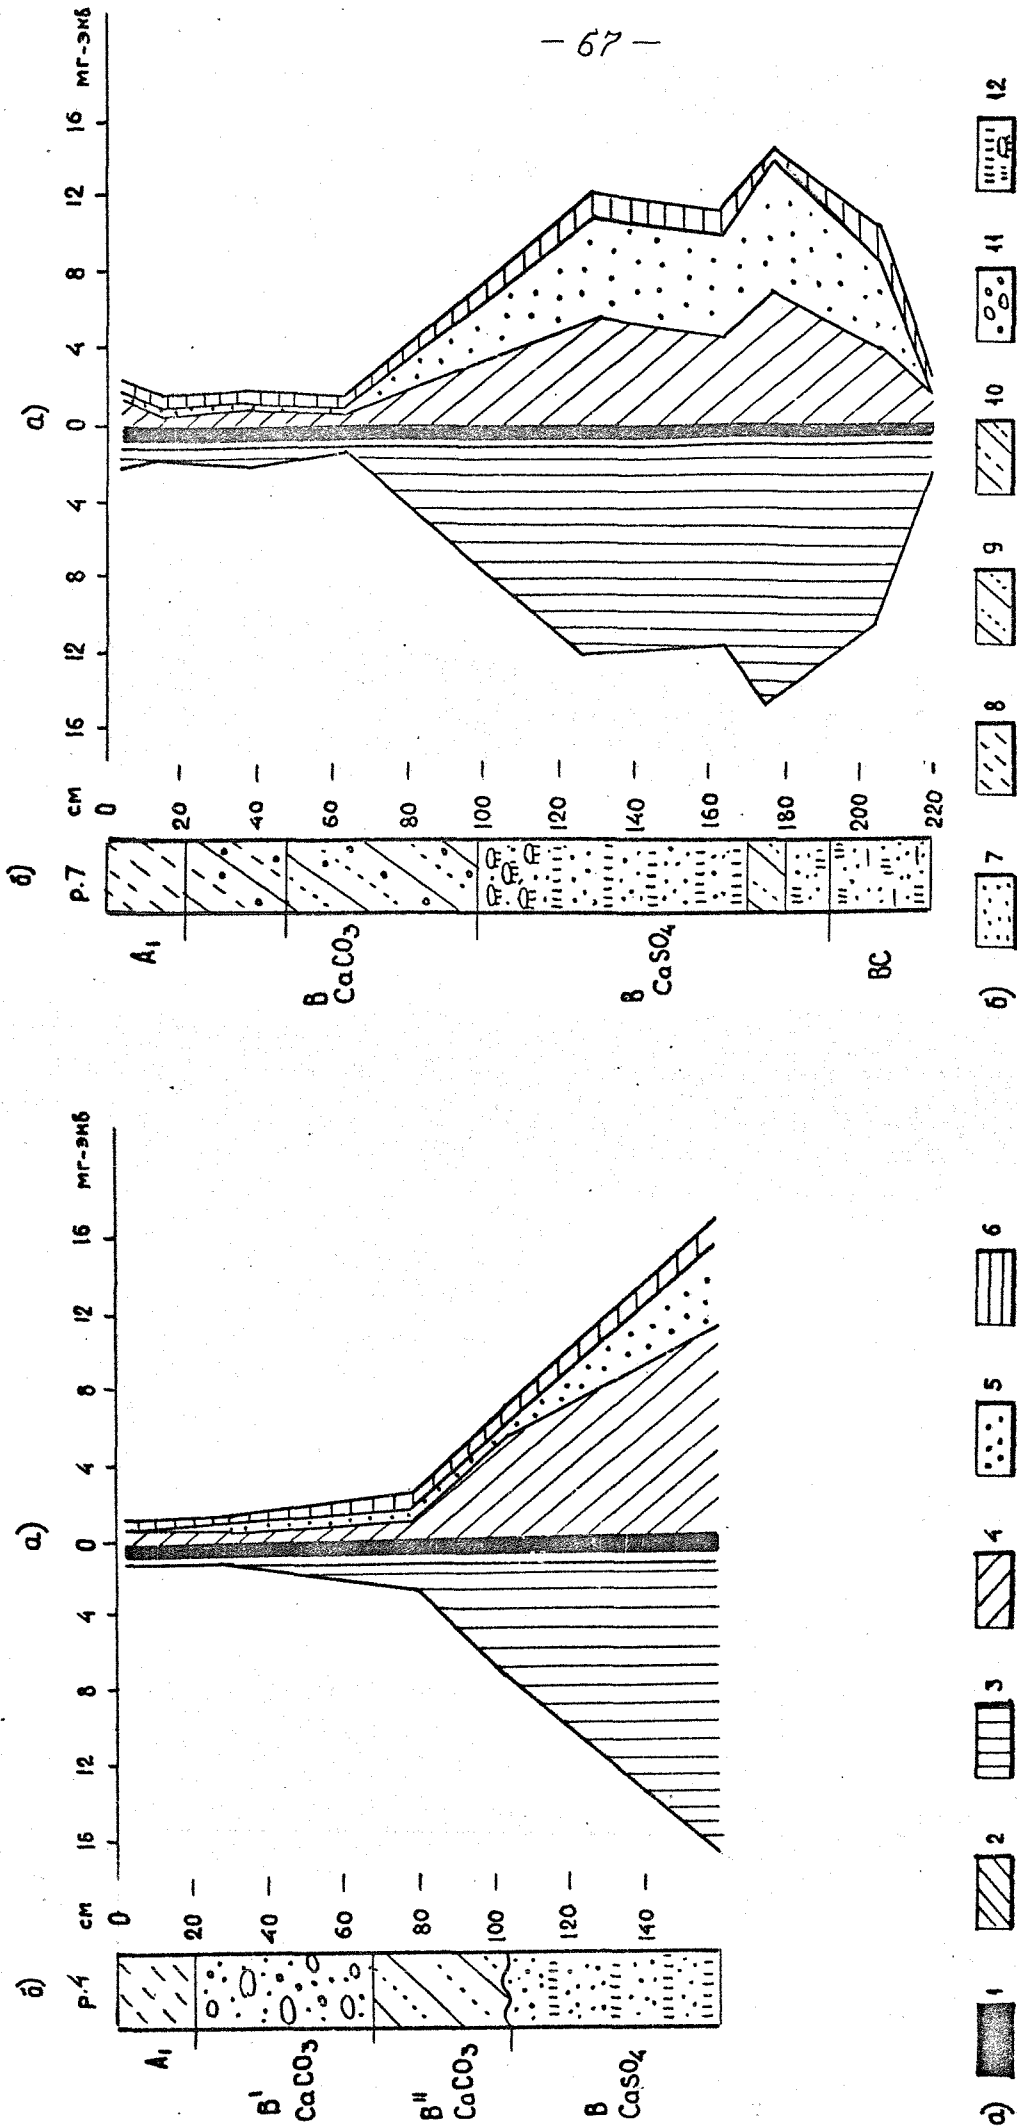 — 67 —
б)
р.4
см
0
20 —
40 —
60 —
80 —
100 —
120 —
140 —
A₁
B' CaCO₃
B'' CaCO₃
B CaSO₄
а)
16 12 8 4 0 4 8 12 16 мг-экв
б)
р.7
см
0
20 —
40 —
60 —
80 —
100 —
120 —
140 —
160 —
180 —
200 —
220 -
A₁
B CaCO₃
B CaSO₄
BC
а)
16 12 8 4 0 4 8 12 16 мг-экв
а) 1 2 3 4 5 6
б) 7 8 9 10 11 12